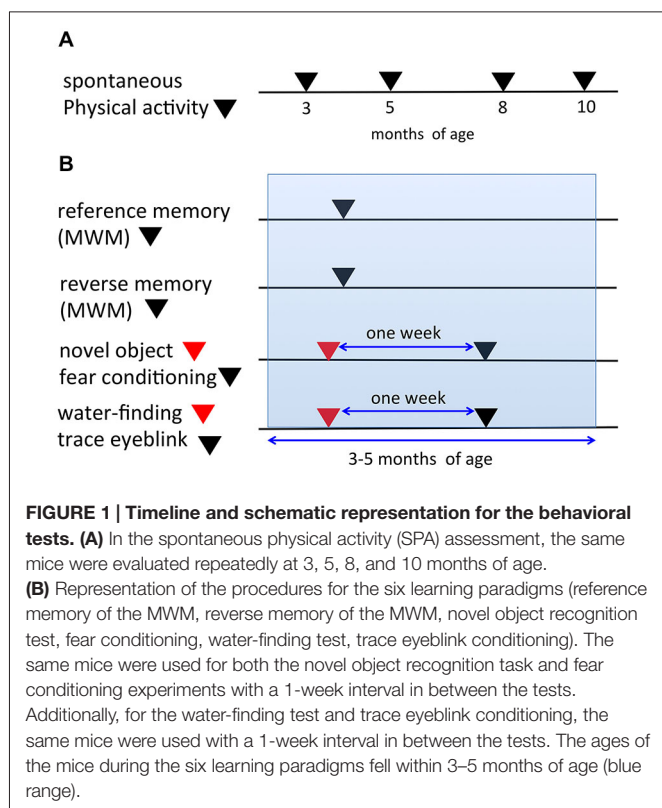 A
spontaneous
Physical activity
3 5 8 10
months of age
B
reference memory
(MWM)
reverse memory
(MWM)
novel object
one week
fear conditioning
water-finding
one week
trace eyeblink
3-5 months of age
FIGURE 1 | Timeline and schematic representation for the behavioral
tests. (A) In the spontaneous physical activity (SPA) assessment, the same
mice were evaluated repeatedly at 3, 5, 8, and 10 months of age.
(B) Representation of the procedures for the six learning paradigms (reference
memory of the MWM, reverse memory of the MWM, novel object recognition
test, fear conditioning, water-finding test, trace eyeblink conditioning). The
same mice were used for both the novel object recognition task and fear
conditioning experiments with a 1-week interval in between the tests.
Additionally, for the water-finding test and trace eyeblink conditioning, the
same mice were used with a 1-week interval in between the tests. The ages of
the mice during the six learning paradigms fell within 3–5 months of age (blue
range).